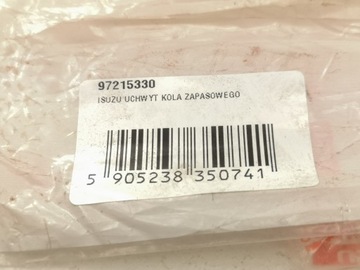 97215330
ISUZU UCHWYT KOLA ZAPASOWEGO
5 905238 350741